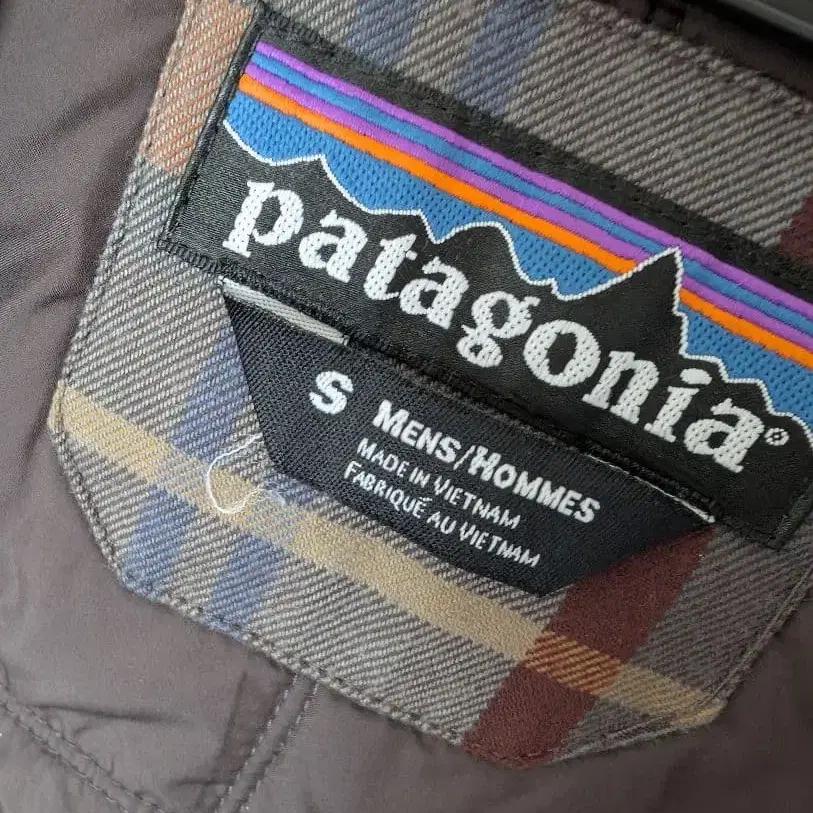 patagonia®
S MENS/HOMMES
MADE IN VIETNAM
FABRIQUÉ AU VIETNAM